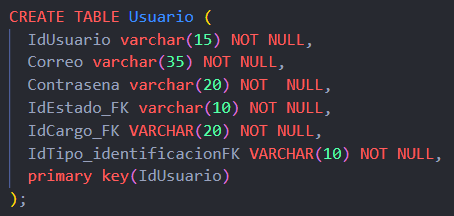 CREATE TABLE Usuario (
IdUsuario varchar(15) NOT NULL,
Correo varchar(35) NOT NULL,
Contrasena varchar(20) NOT  NULL,
IdEstado_FK varchar(10) NOT NULL,
IdCargo_FK VARCHAR(20) NOT NULL,
IdTipo_identificacionFK VARCHAR(10) NOT NULL,
primary key(IdUsuario)
);